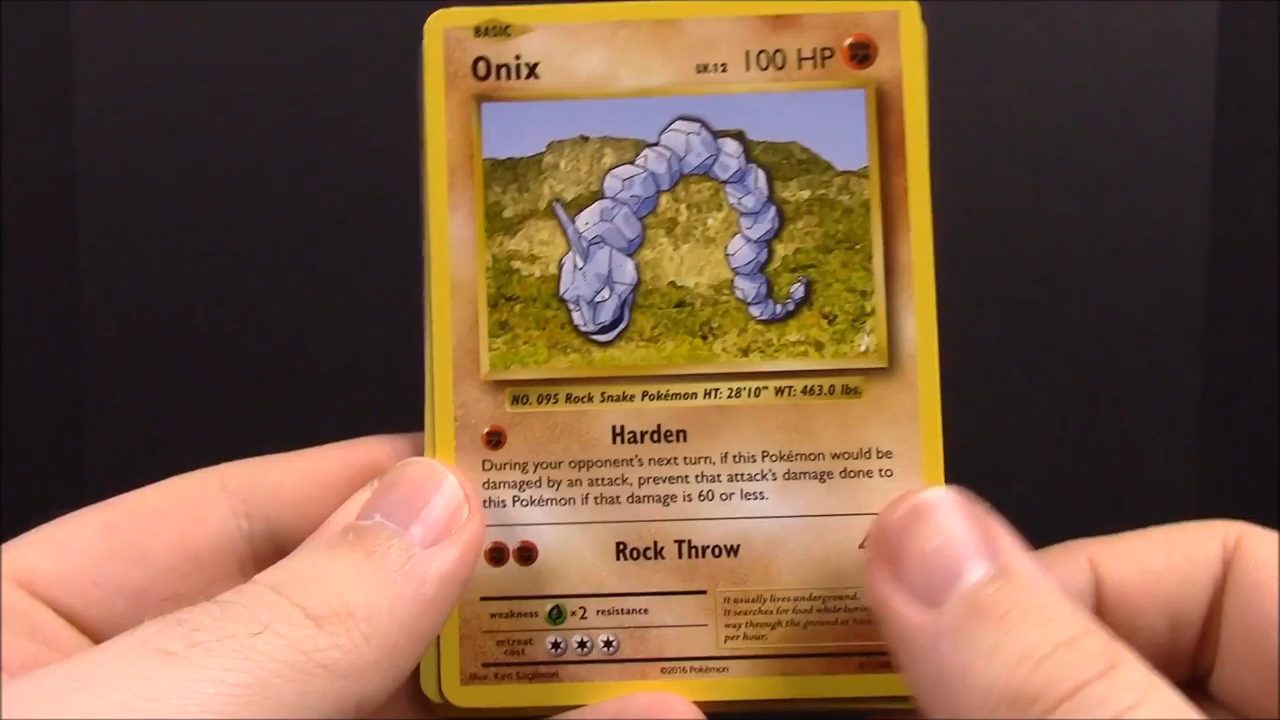 BASIC
Onix LV.12 100 HP
NO. 095 Rock Snake Pokémon HT: 28'10" WT: 463.0 lbs.
Harden
During your opponent's next turn, if this Pokémon would be
damaged by an attack, prevent that attack's damage done to
this Pokémon if that damage is 60 or less.
Rock Throw
weakness ×2 resistance
It usually lives underground.
It searches for food while
way through the ground at
per hour.
retreat
cost
Illus. Ken Sugimori ©2016 Pokémon